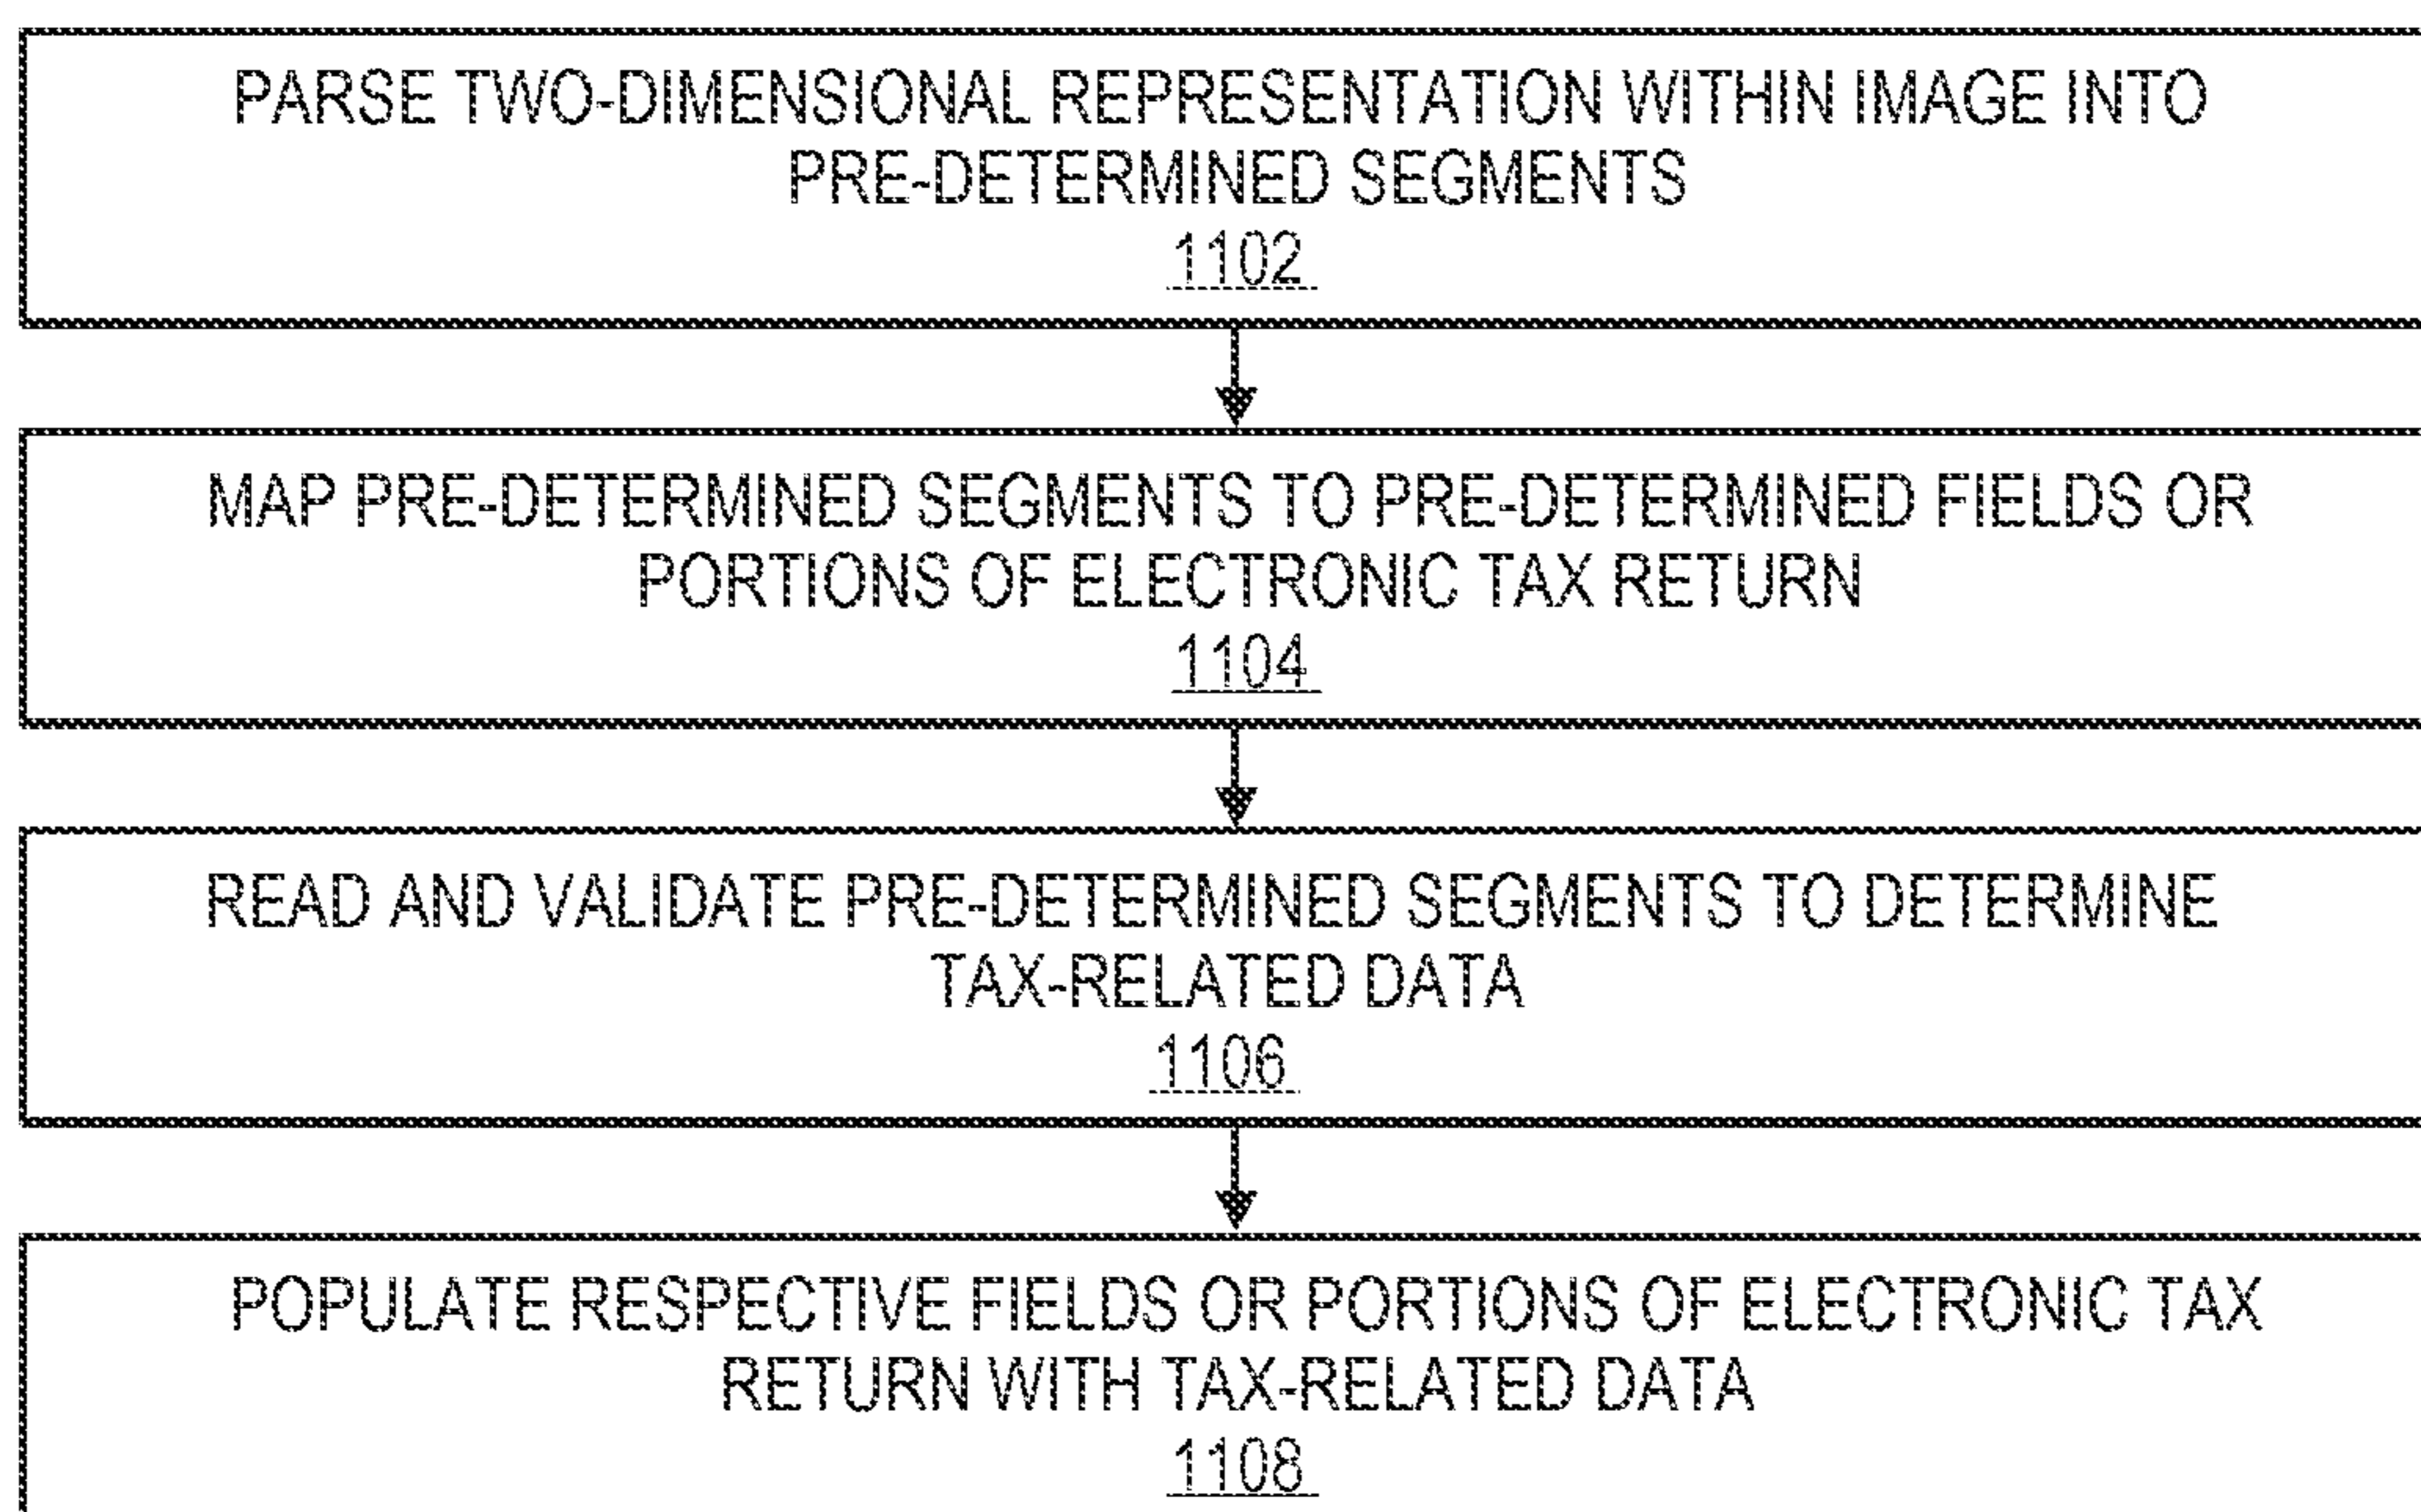 PARSE TWO-DIMENSIONAL REPRESENTATION WITHIN IMAGE INTO
PRE-DETERMINED SEGMENTS
1102
MAP PRE-DETERMINED SEGMENTS TO PRE-DETERMINED FIELDS OR
PORTIONS OF ELECTRONIC TAX RETURN
1104
READ AND VALIDATE PRE-DETERMINED SEGMENTS TO DETERMINE
TAX-RELATED DATA
1106
POPULATE RESPECTIVE FIELDS OR PORTIONS OF ELECTRONIC TAX
RETURN WITH TAX-RELATED DATA
1108